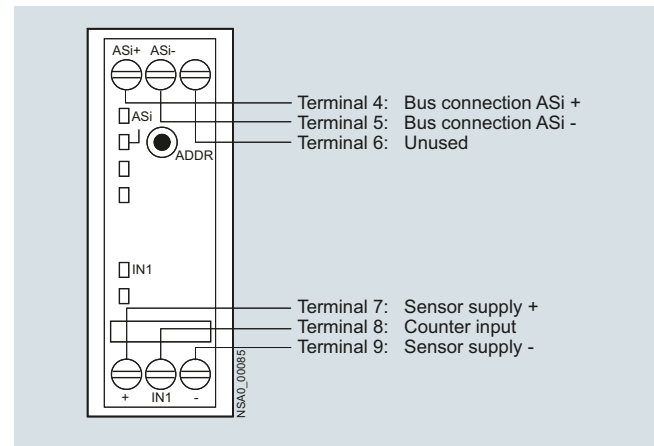 ASi+ ASi-
Terminal 4: Bus connection ASi +
Terminal 5: Bus connection ASi -
Terminal 6: Unused
ASi
ADDR
IN1
Terminal 7: Sensor supply +
Terminal 8: Counter input
Terminal 9: Sensor supply -
+ IN1 -
NSA0_00085